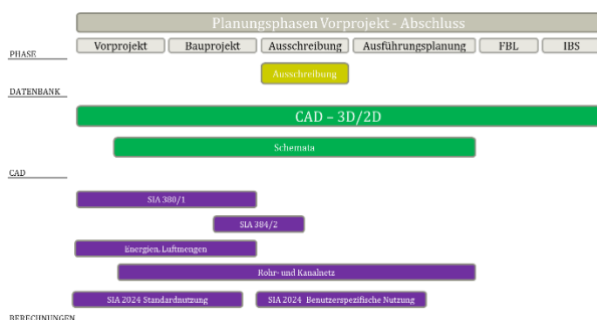 Planungsphasen Vorprojekt - Abschluss
Vorprojekt Bauprojekt Ausschreibung Ausführungsplanung FBL IBS
PHASE
Ausschreibung
DATENBANK
CAD – 3D/2D
Schemata
CAD
SIA 380/1
SIA 384/2
Energien, Luftmengen
Rohr- und Kanalnetz
SIA 2024 Standardnutzung SIA 2024 Benutzerspezifische Nutzung
BERECHNUNGEN